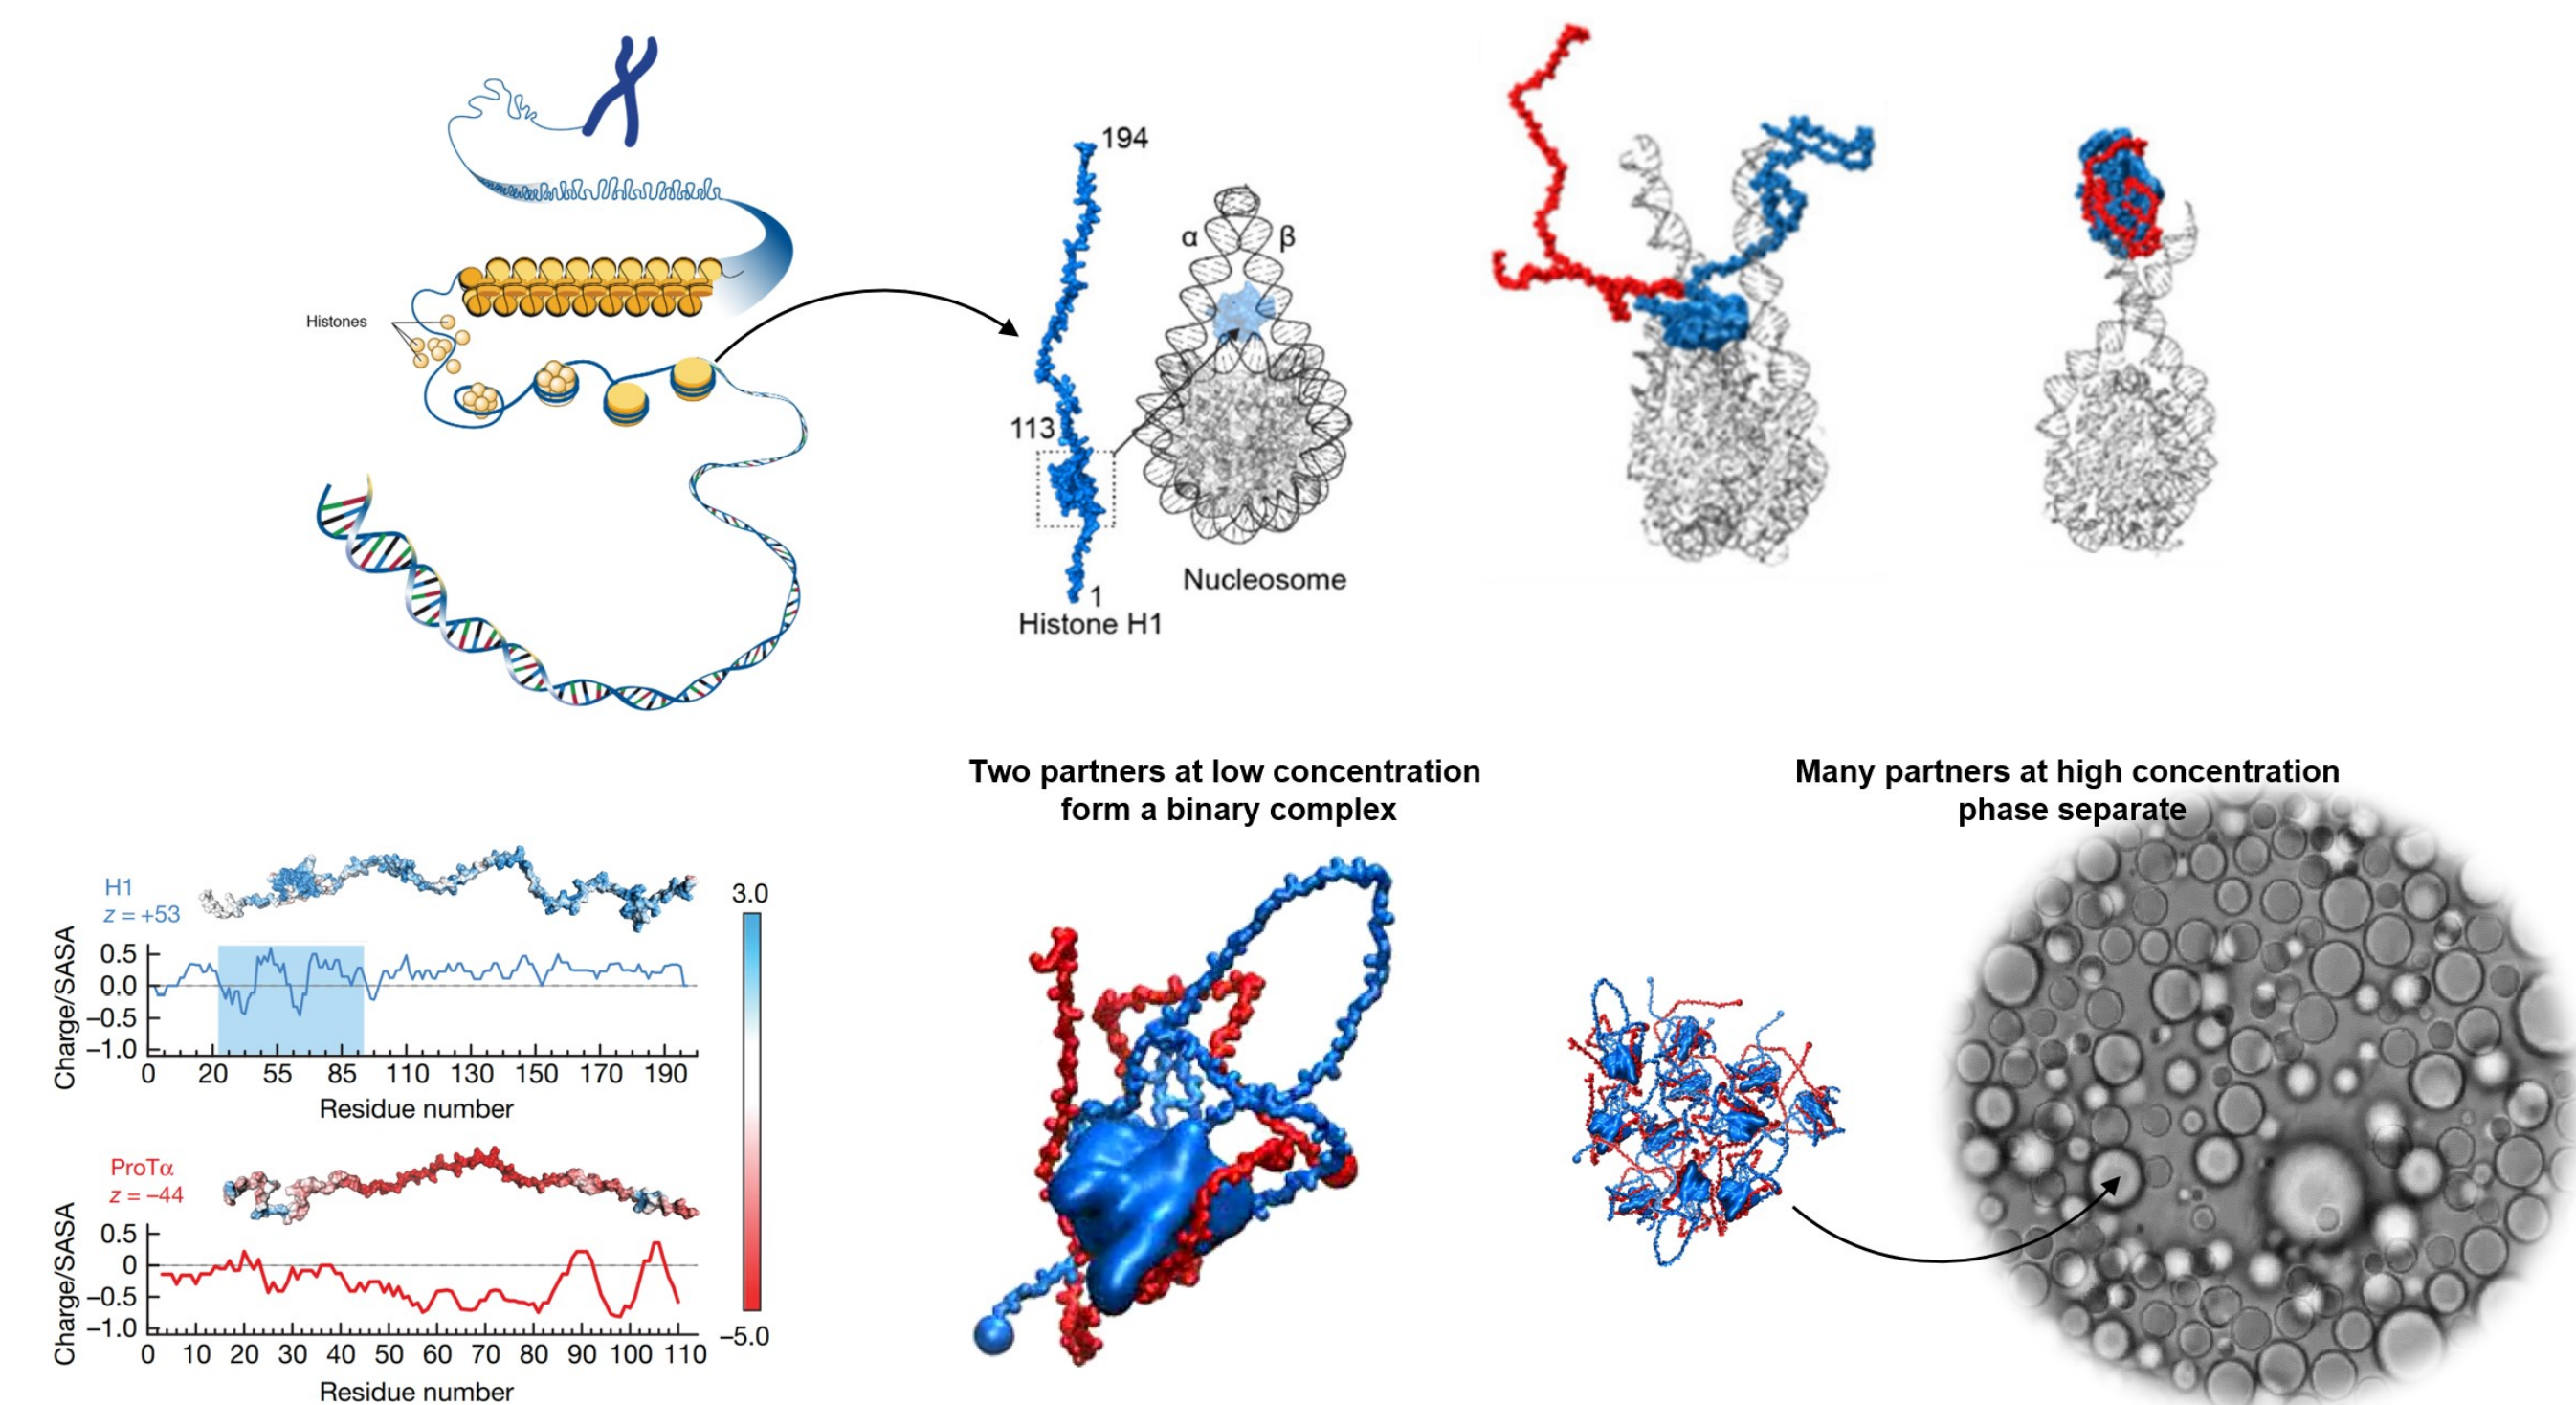 Histones
194
α
β
113
Nucleosome
1
Histone H1
Two partners at low concentration
form a binary complex
Many partners at high concentration
phase separate
H1
z = +53
Charge/SASA
0.5
0.0
−0.5
−1.0
0 20 55 85 110 130 150 170 190
Residue number
3.0
−5.0
ProTα
z = −44
Charge/SASA
0.5
0
−0.5
−1.0
0 10 20 30 40 50 60 70 80 90 100 110
Residue number